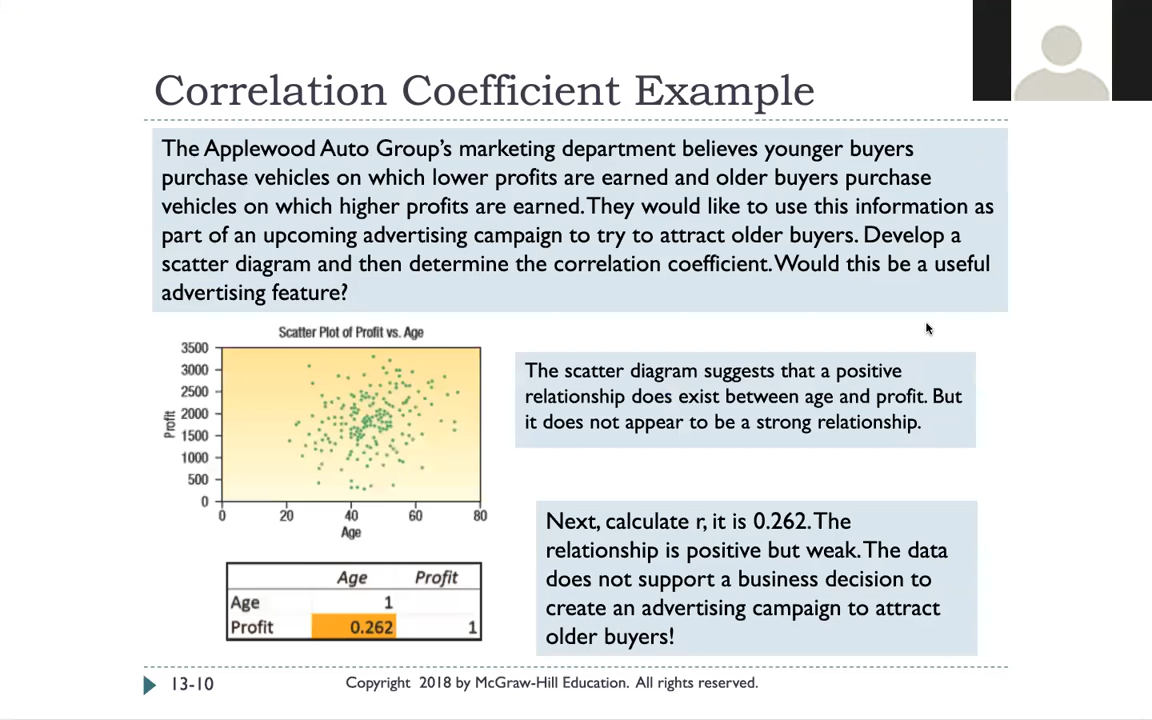 Correlation Coefficient Example
The Applewood Auto Group's marketing department believes younger buyers
purchase vehicles on which lower profits are earned and older buyers purchase
vehicles on which higher profits are earned. They would like to use this information as
part of an upcoming advertising campaign to try to attract older buyers. Develop a
scatter diagram and then determine the correlation coefficient. Would this be a useful
advertising feature?
Scatter Plot of Profit vs. Age
3500
3000
2500
2000
1500
1000
500
0
Profit
0 20 40 60 80
Age
The scatter diagram suggests that a positive
relationship does exist between age and profit. But
it does not appear to be a strong relationship.
Age Profit
Age 1
Profit 0.262 1
Next, calculate r, it is 0.262. The
relationship is positive but weak. The data
does not support a business decision to
create an advertising campaign to attract
older buyers!
13-10
Copyright 2018 by McGraw-Hill Education. All rights reserved.